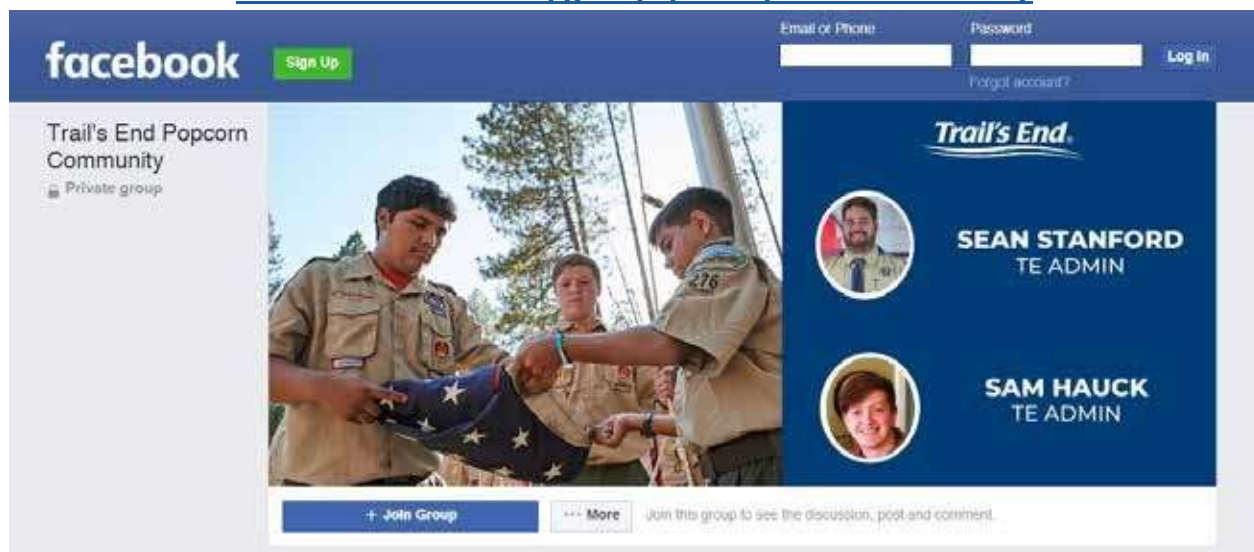 facebook
Sign Up
Email or Phone
Password
Log In
Forgot account?
Trail's End Popcorn
Community
Private group
276
Trail's End.
SEAN STANFORD
TE ADMIN
SAM HAUCK
TE ADMIN
+ Join Group
··· More
Join this group to see the discussion, post and comment.